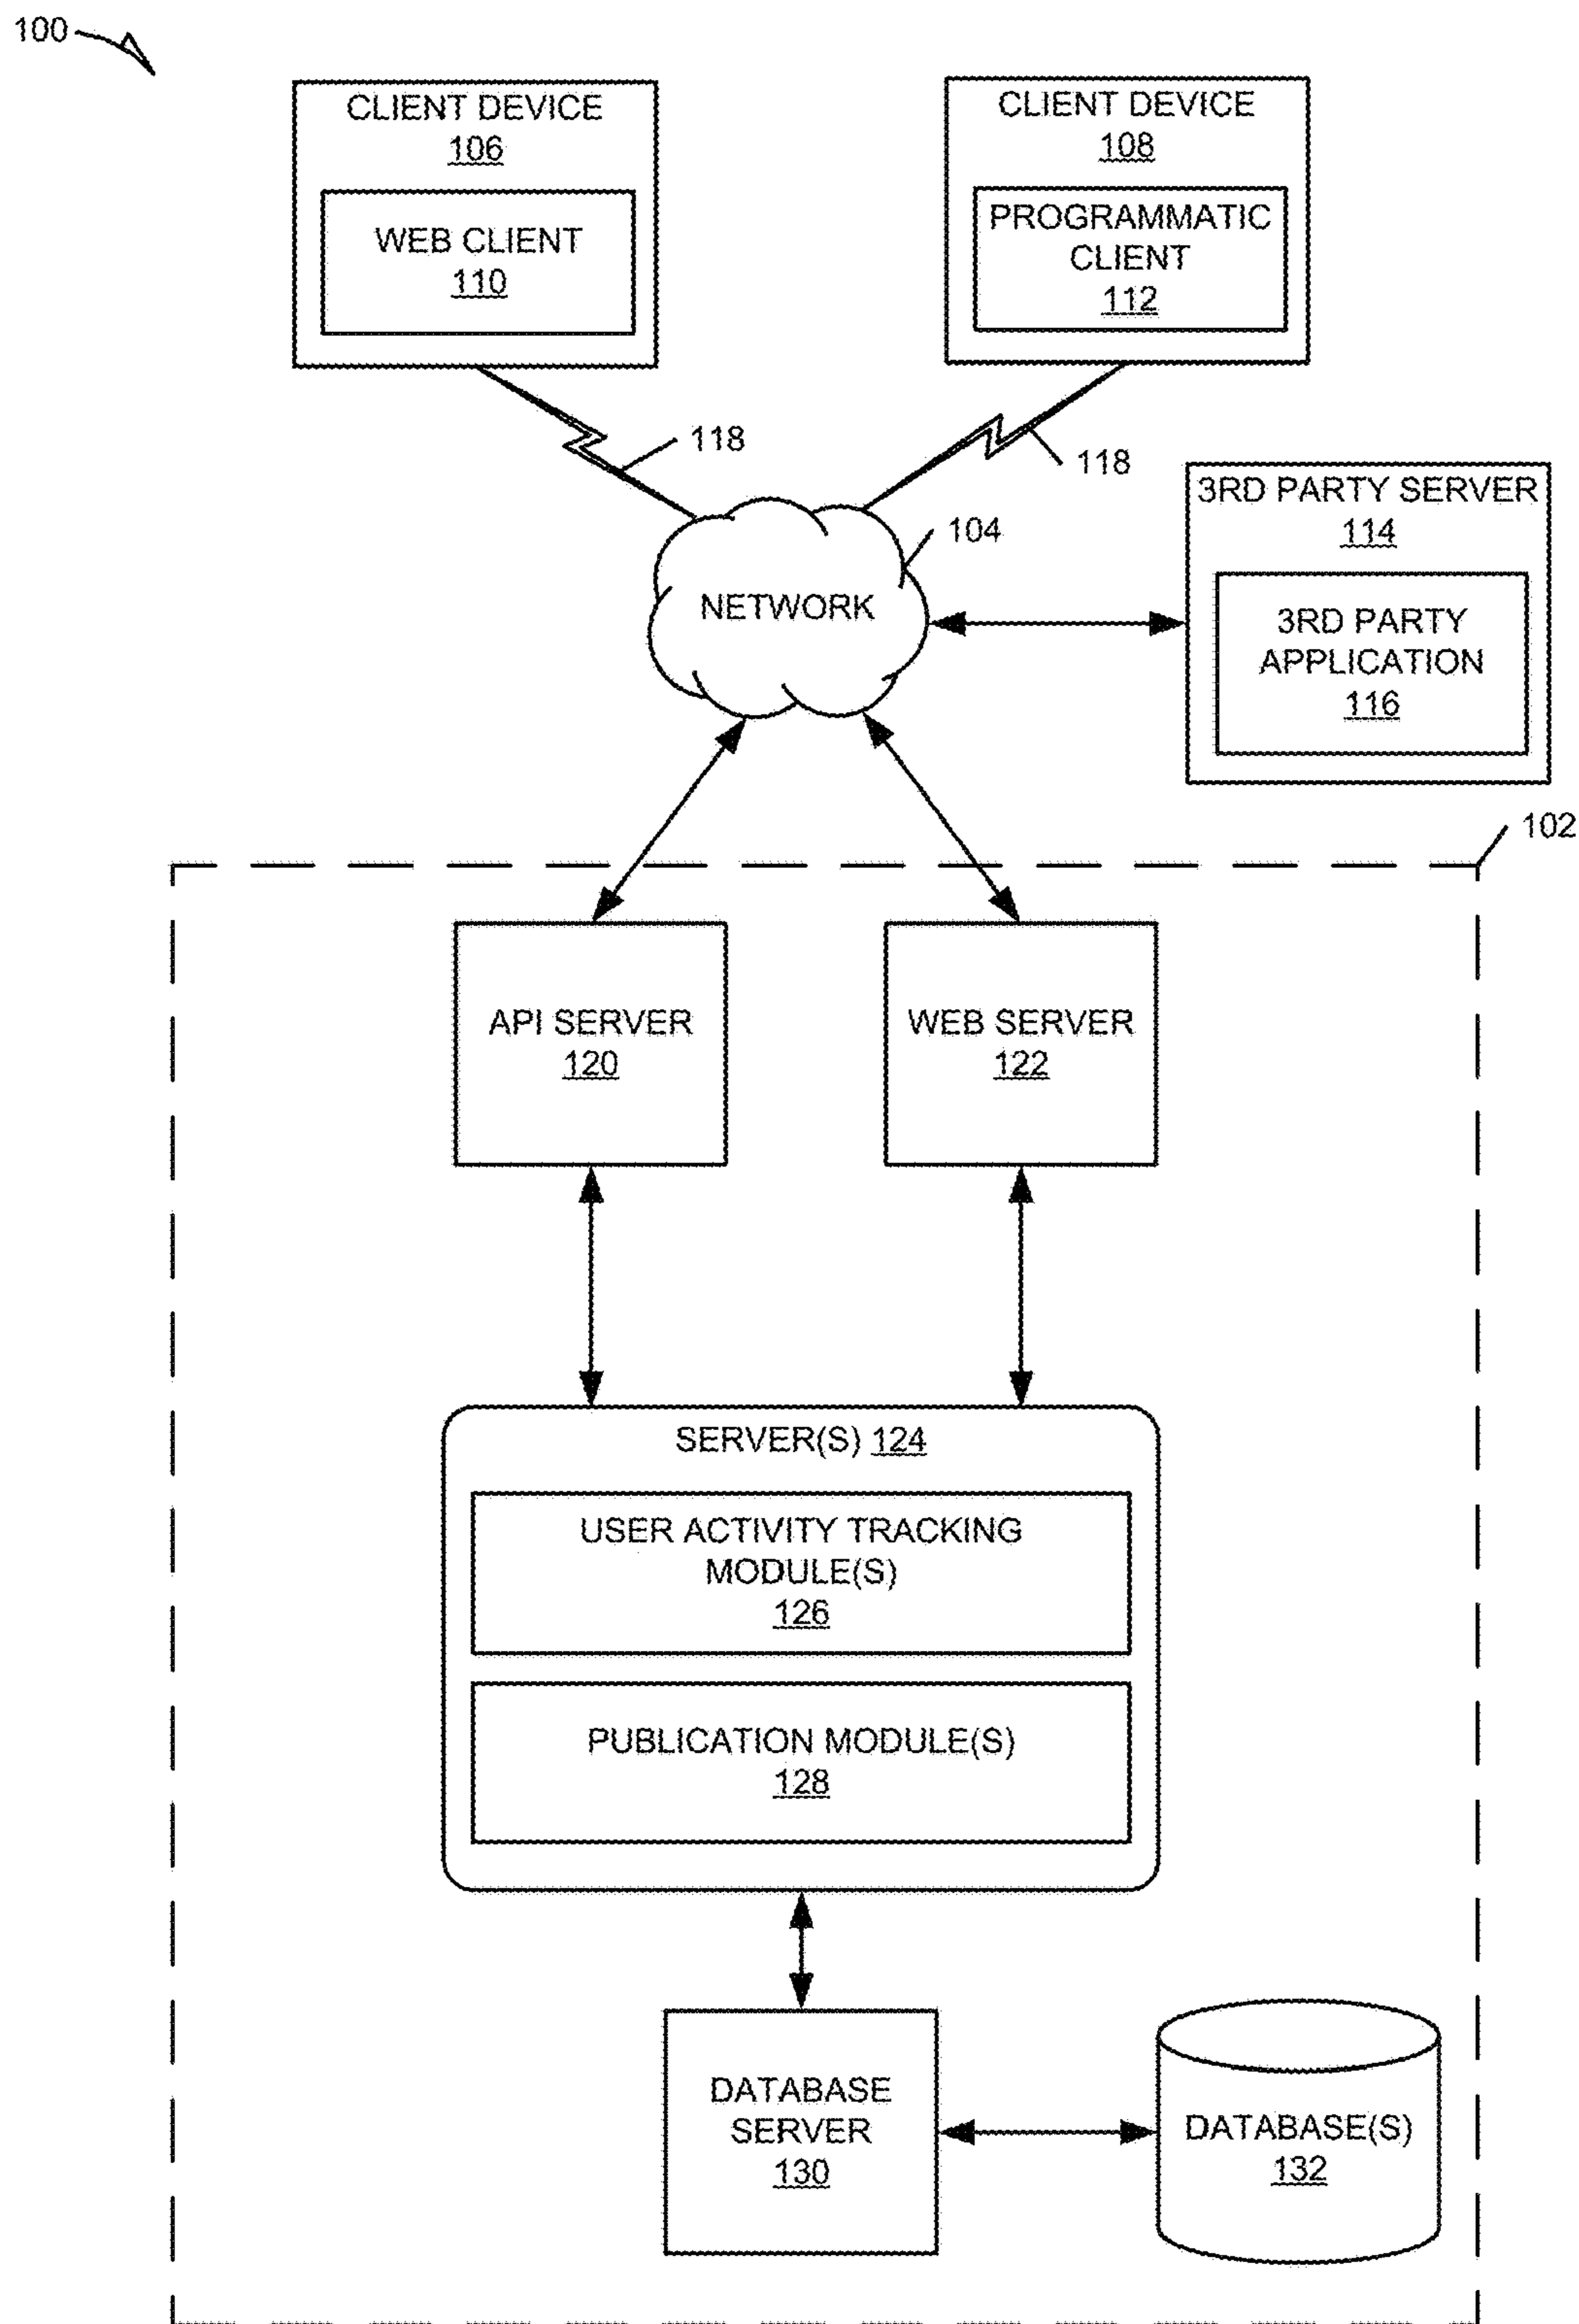 100
CLIENT DEVICE
106
WEB CLIENT
110
CLIENT DEVICE
108
PROGRAMMATIC
CLIENT
112
118
118
104
NETWORK
3RD PARTY SERVER
114
3RD PARTY
APPLICATION
116
102
API SERVER
120
WEB SERVER
122
SERVER(S) 124
USER ACTIVITY TRACKING
MODULE(S)
126
PUBLICATION MODULE(S)
128
DATABASE
SERVER
130
DATABASE(S)
132